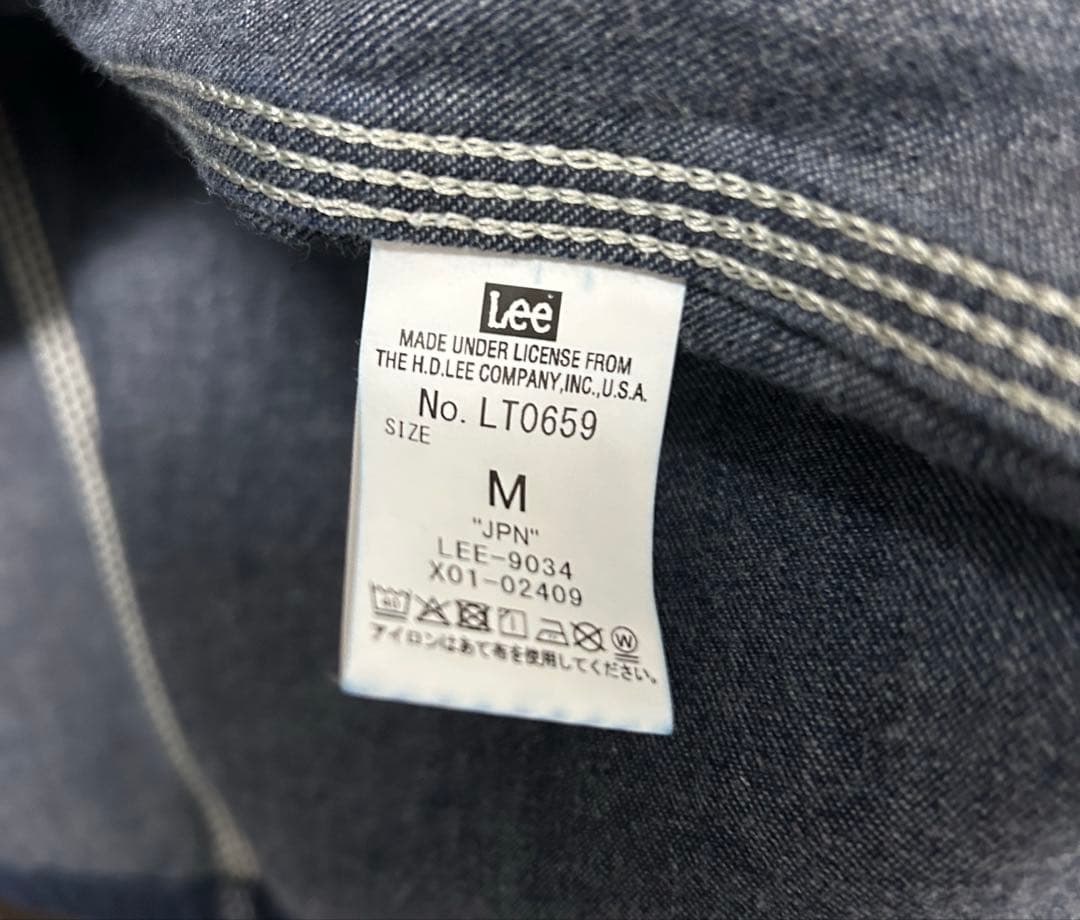 Lee
MADE UNDER LICENSE FROM
THE H.D.LEE COMPANY,INC.,U.S.A.
No. LT0659
SIZE
M
"JPN"
LEE-9034
X01-02409
40
W
アイロンはあて布を使用してください。